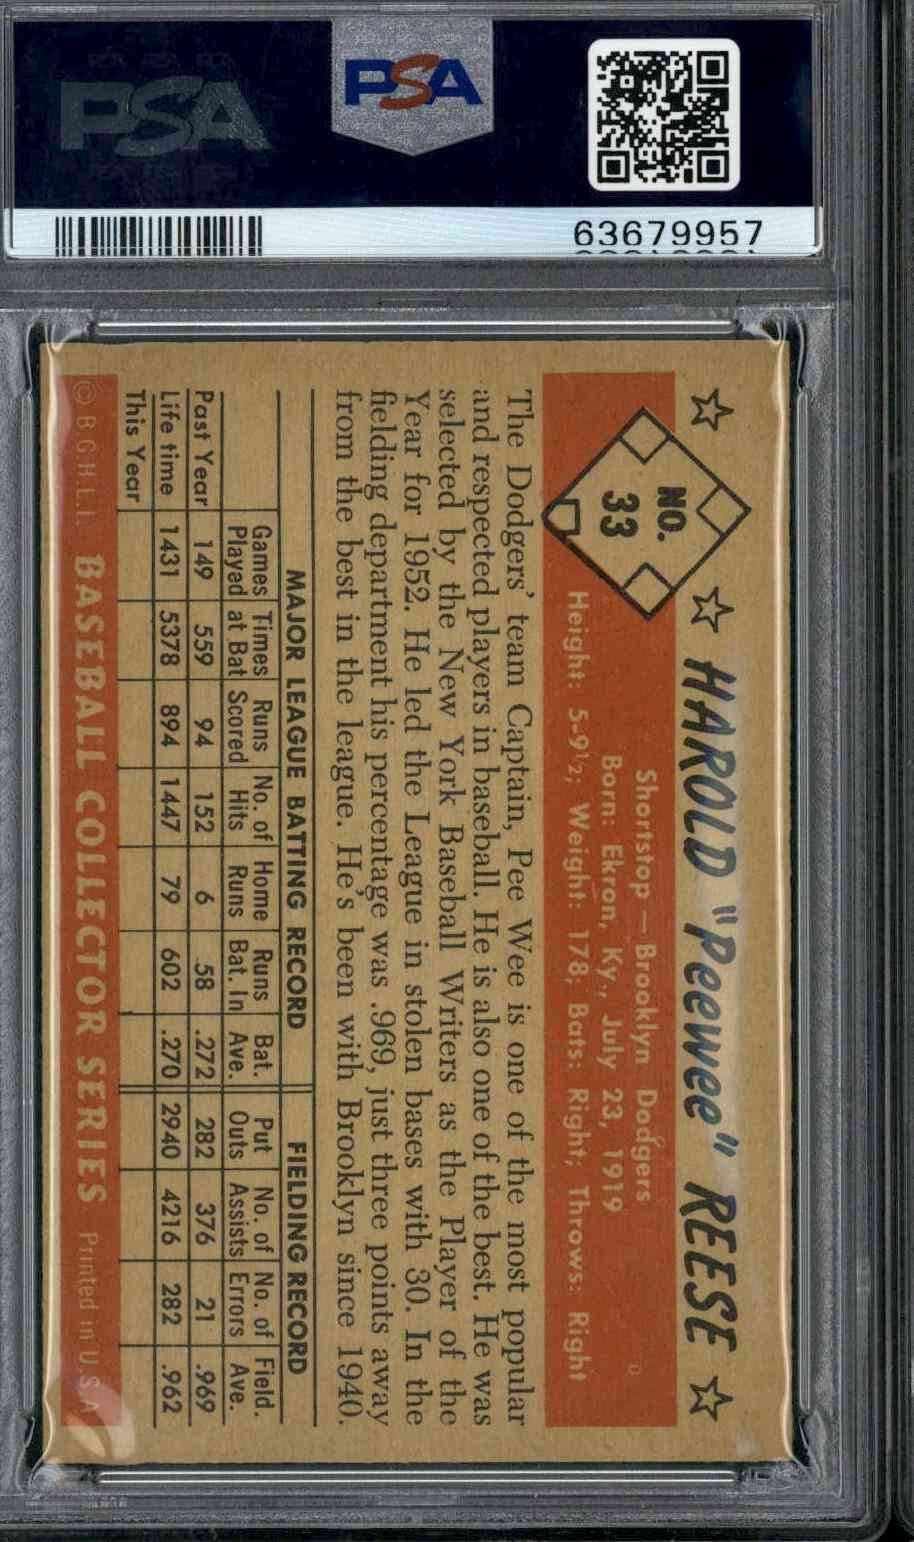 PSA
PSA
63679957
NO.
33
HAROLD "Peewee" REESE
Shortstop — Brooklyn Dodgers
Born: Ekron, Ky., July 23, 1919
Height: 5-9½; Weight: 178; Bats: Right; Throws: Right
The Dodgers' team Captain, Pee Wee is one of the most popular
and respected players in baseball. He is also one of the best. He was
selected by the New York Baseball Writers as the Player of the
Year for 1952. He led the League in stolen bases with 30. In the
fielding department his percentage was .969, just three points away
from the best in the league. He's been with Brooklyn since 1940.
MAJOR LEAGUE BATTING RECORD FIELDING RECORD
Games Times Runs No. of Home Runs Bat. Put No. of No. of Field.
Played at Bat Scored Hits Runs Bat. In Ave. Outs Assists Errors Ave.
Past Year 149 559 94 152 6 58 .272 282 376 21 .969
Life time 1431 5378 894 1447 79 602 .270 2940 4216 282 .962
This Year
© B.G.H.L.I. BASEBALL COLLECTOR SERIES Printed in U.S.A.